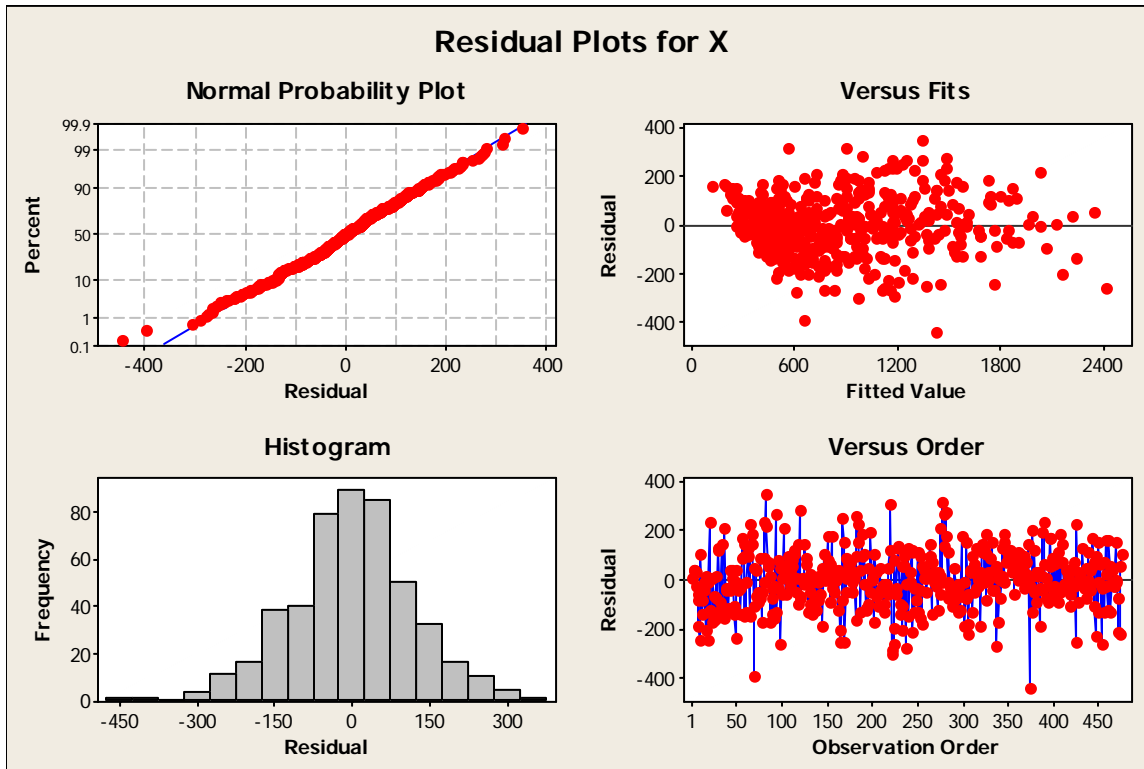 Residual Plots for X
Normal Probability Plot
Percent
99.9
99
90
50
10
1
0.1
-400 -200 0 200 400
Residual
Versus Fits
Residual
400
200
0
-200
-400
0 600 1200 1800 2400
Fitted Value
Histogram
Frequency
80
60
40
20
0
-450 -300 -150 0 150 300
Residual
Versus Order
Residual
400
200
0
-200
-400
1 50 100 150 200 250 300 350 400 450
Observation Order